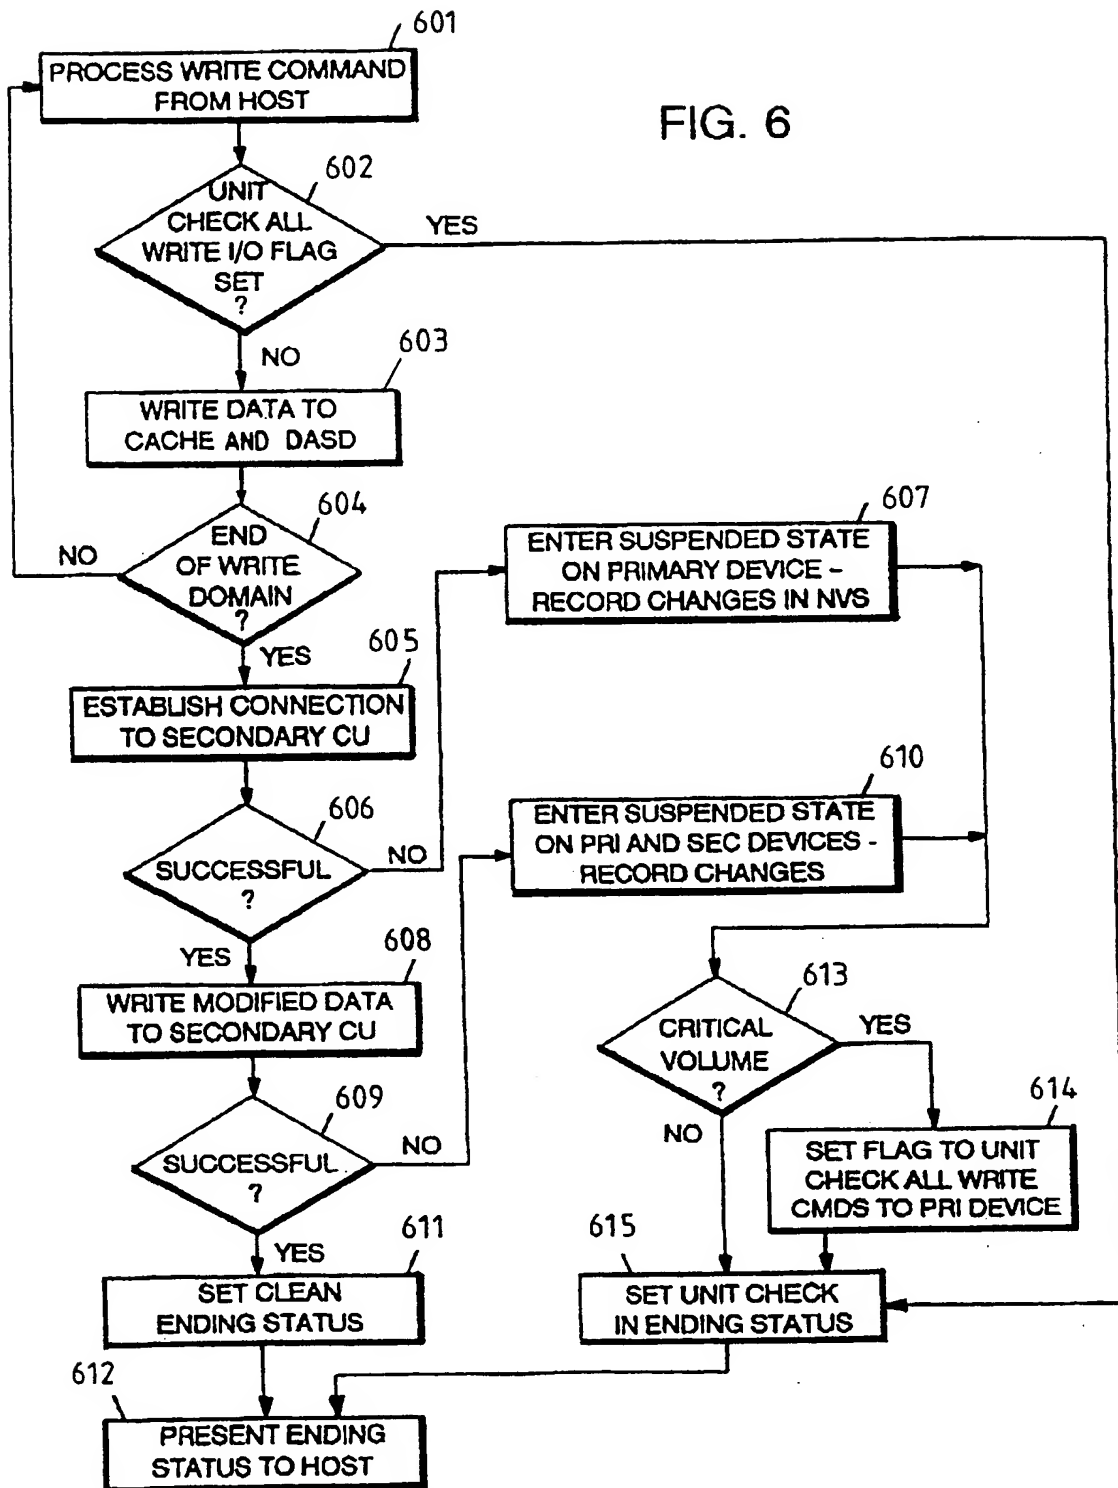 601
PROCESS WRITE COMMAND
FROM HOST
FIG. 6
602
UNIT
CHECK ALL
WRITE I/O FLAG
SET
?
YES
NO
603
WRITE DATA TO
CACHE AND DASD
604
END
OF WRITE
DOMAIN
?
NO
YES
605
ESTABLISH CONNECTION
TO SECONDARY CU
606
SUCCESSFUL
?
NO
YES
607
ENTER SUSPENDED STATE
ON PRIMARY DEVICE -
RECORD CHANGES IN NVS
608
WRITE MODIFIED DATA
TO SECONDARY CU
609
SUCCESSFUL
?
NO
YES
610
ENTER SUSPENDED STATE
ON PRI AND SEC DEVICES -
RECORD CHANGES
611
SET CLEAN
ENDING STATUS
613
CRITICAL
VOLUME
?
YES
NO
614
SET FLAG TO UNIT
CHECK ALL WRITE
CMDS TO PRI DEVICE
615
SET UNIT CHECK
IN ENDING STATUS
612
PRESENT ENDING
STATUS TO HOST